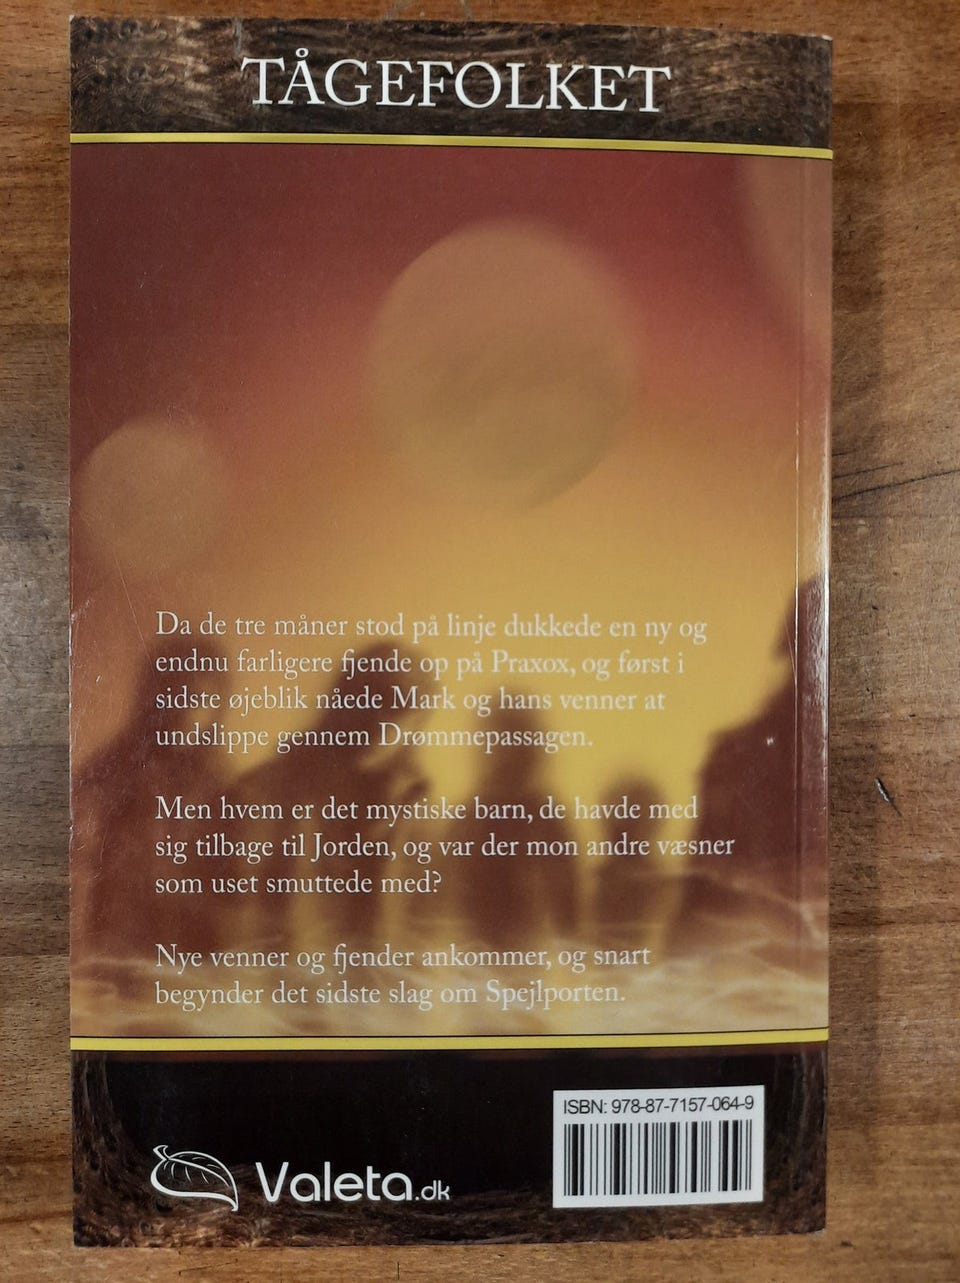 TÅGEFOLKET
Da de tre måner stod på linje dukkede en ny og
endnu farligere fjende op på Praxox, og først i
sidste øjeblik nåede Mark og hans venner at
undslippe gennem Drømmepassagen.
Men hvem er det mystiske barn, de havde med
sig tilbage til Jorden, og var der mon andre væsner
som uset smuttede med?
Nye venner og fjender ankommer, og snart
begynder det sidste slag om Spejlporten.
ISBN: 978-87-7157-064-9
Valeta.dk